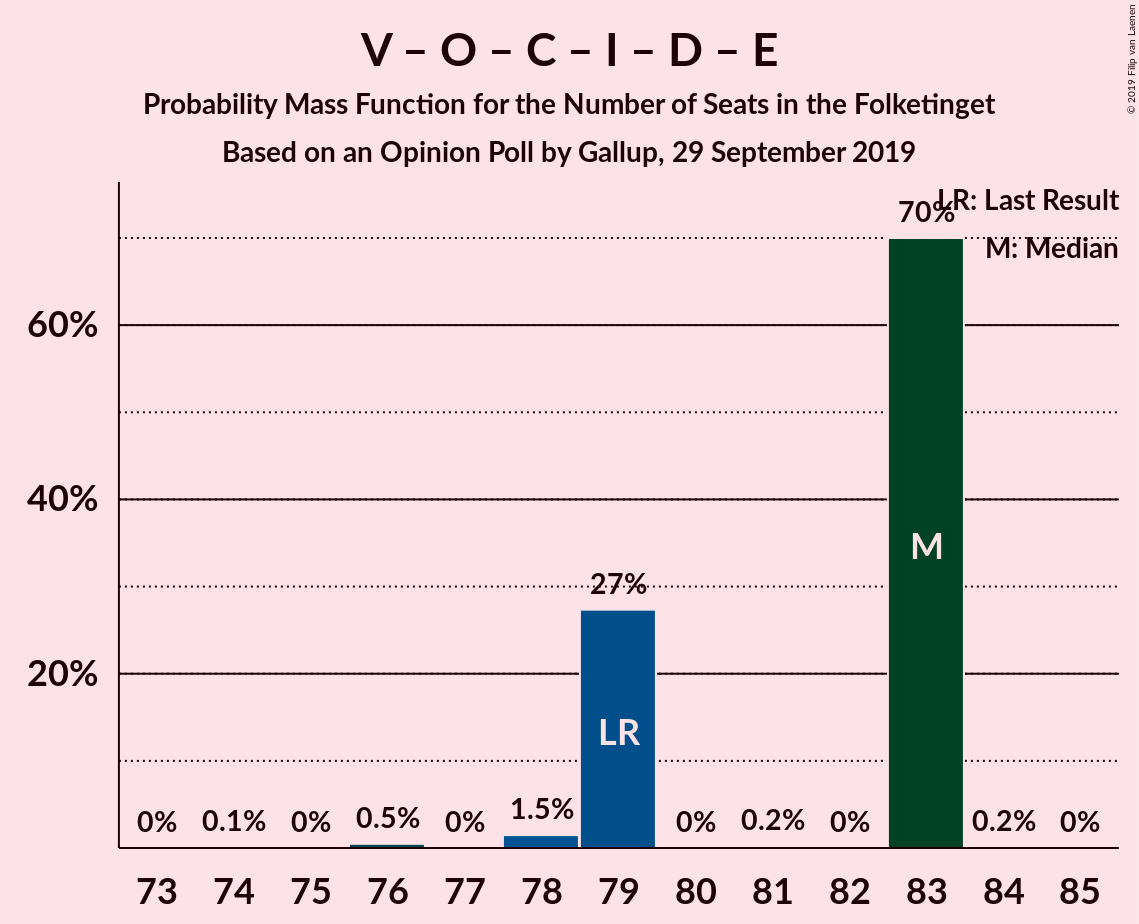 V – O – C – I – D – E
Probability Mass Function for the Number of Seats in the Folketinget
Based on an Opinion Poll by Gallup, 29 September 2019
© 2019 Filip van Laenen
LR: Last Result
M: Median
70%
60%
40%
20%
27%
M
LR
0%
0.1%
0%
0.5%
0%
1.5%
0%
0.2%
0%
0.2%
0%
73 74 75 76 77 78 79 80 81 82 83 84 85